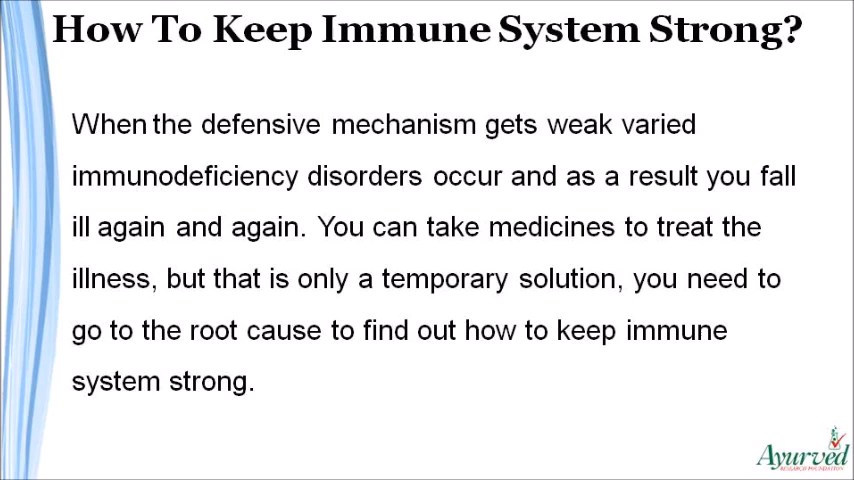 How To Keep Immune System Strong?
When the defensive mechanism gets weak varied
immunodeficiency disorders occur and as a result you fall
ill again and again. You can take medicines to treat the
illness, but that is only a temporary solution, you need to
go to the root cause to find out how to keep immune
system strong.
Ayurved
RESEARCH FOUNDATION